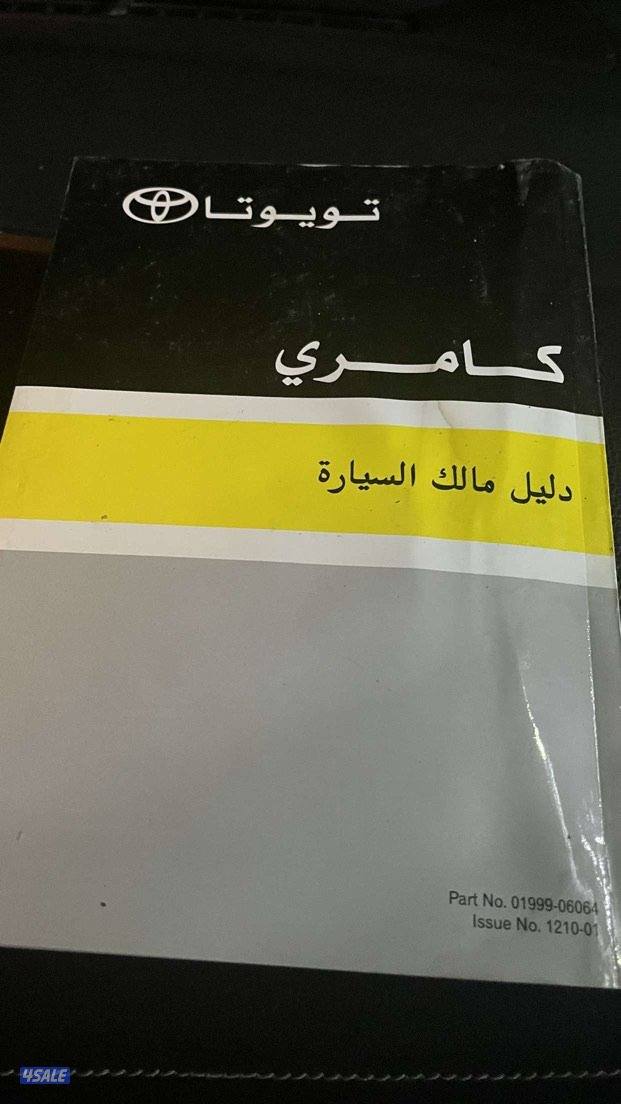 تويوتا
كامري
دليل مالك السيارة
Part No. 01999-06064
Issue No. 1210-01
4SALE